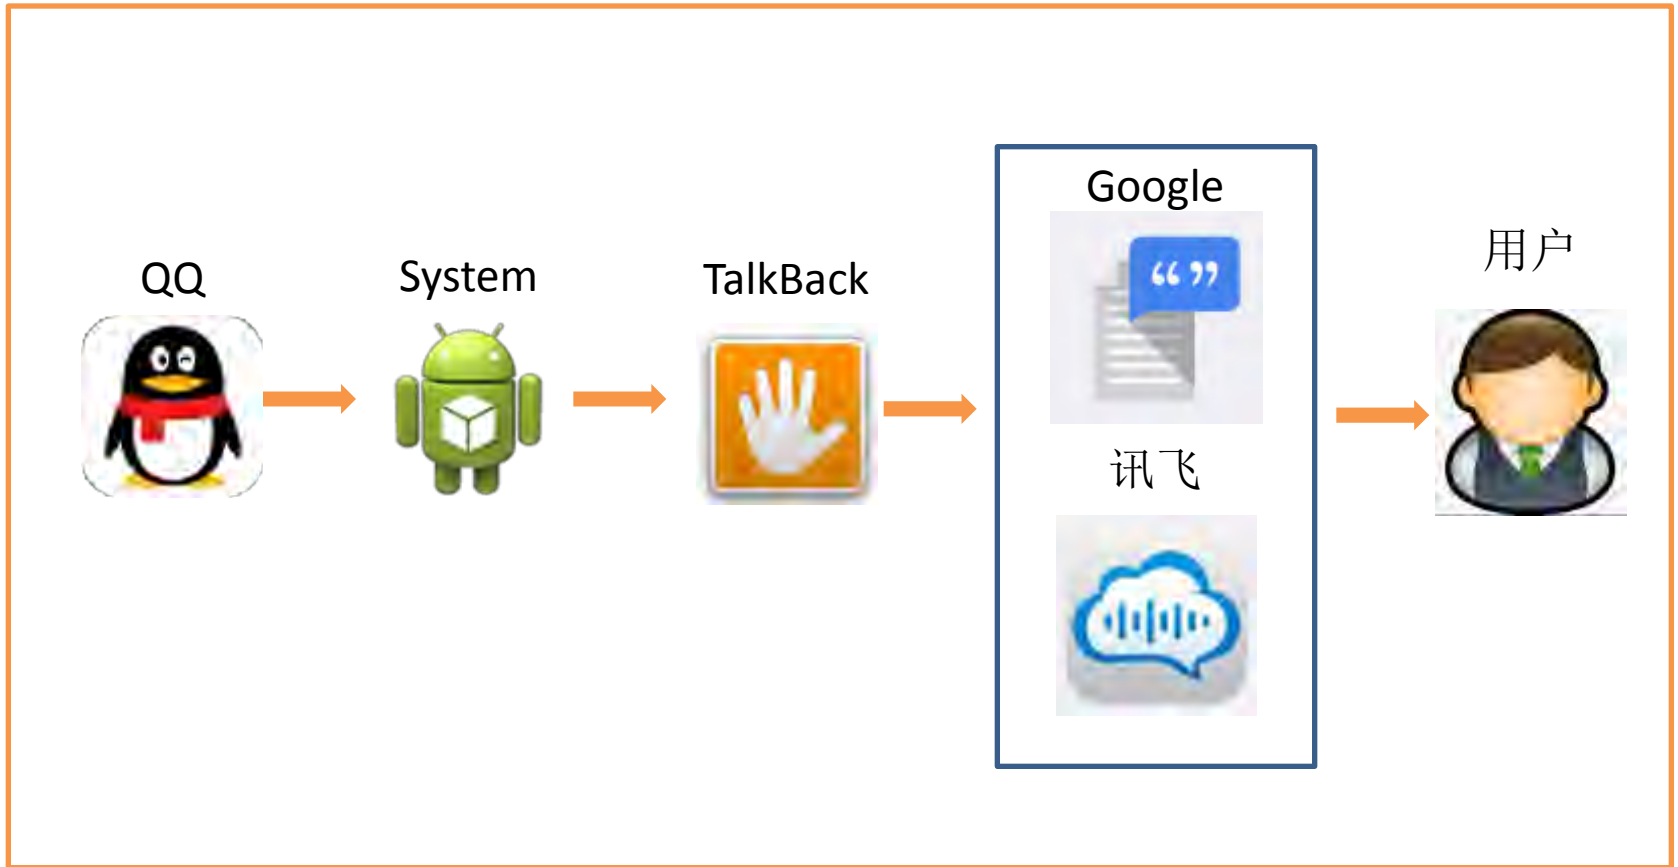 QQ
System
TalkBack
Google
“ ”
讯飞
用户